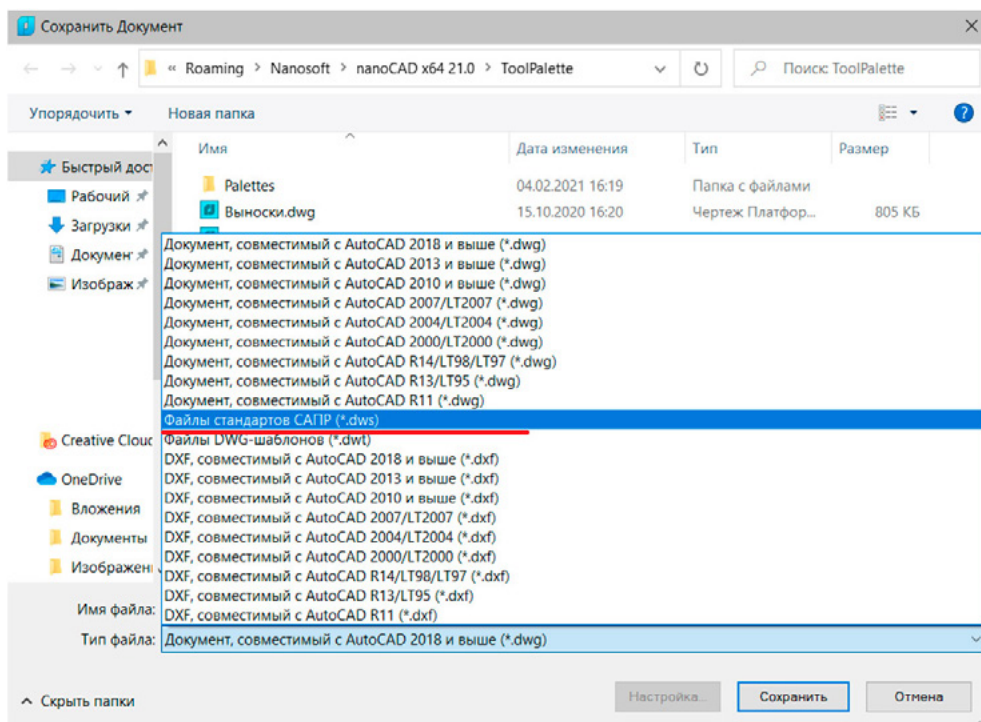 Сохранить Документ
« Roaming > Nanosoft > nanoCAD x64 21.0 > ToolPalette
Поиск: ToolPalette
Упорядочить
Новая папка
Имя Дата изменения Тип Размер
Быстрый дост
Palettes 04.02.2021 16:19 Папка с файлами
Рабочий
Выноски.dwg 15.10.2020 16:20 Чертеж Платфор... 805 КБ
Загрузки
Документ
Изображ
Документ, совместимый с AutoCAD 2018 и выше (*.dwg)
Документ, совместимый с AutoCAD 2013 и выше (*.dwg)
Документ, совместимый с AutoCAD 2010 и выше (*.dwg)
Документ, совместимый с AutoCAD 2007/LT2007 (*.dwg)
Документ, совместимый с AutoCAD 2004/LT2004 (*.dwg)
Документ, совместимый с AutoCAD 2000/LT2000 (*.dwg)
Документ, совместимый с AutoCAD R14/LT98/LT97 (*.dwg)
Документ, совместимый с AutoCAD R13/LT95 (*.dwg)
Документ, совместимый с AutoCAD R11 (*.dwg)
Файлы стандартов САПР (*.dws)
Файлы DWG-шаблонов (*.dwt)
DXF, совместимый с AutoCAD 2018 и выше (*.dxf)
DXF, совместимый с AutoCAD 2013 и выше (*.dxf)
DXF, совместимый с AutoCAD 2010 и выше (*.dxf)
DXF, совместимый с AutoCAD 2007/LT2007 (*.dxf)
DXF, совместимый с AutoCAD 2004/LT2004 (*.dxf)
DXF, совместимый с AutoCAD 2000/LT2000 (*.dxf)
DXF, совместимый с AutoCAD R14/LT98/LT97 (*.dxf)
DXF, совместимый с AutoCAD R13/LT95 (*.dxf)
DXF, совместимый с AutoCAD R11 (*.dxf)
Creative Clouc
OneDrive
Вложения
Документы
Изображени
Имя файла:
Тип файла: Документ, совместимый с AutoCAD 2018 и выше (*.dwg)
Скрыть папки
Настройка...
Сохранить
Отмена